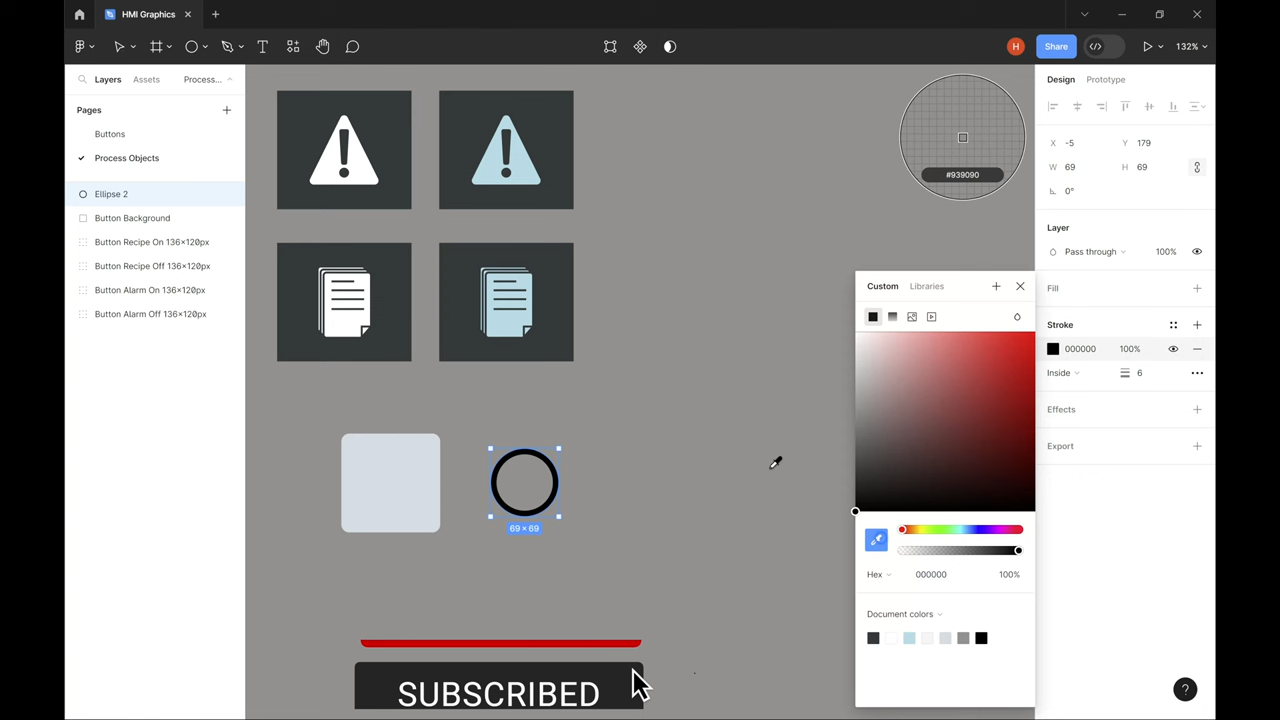 HMI Graphics
Share
132%
Layers
Assets
Process...
Pages
Buttons
Process Objects
Ellipse 2
Button Background
Button Recipe On 136×120px
Button Recipe Off 136×120px
Button Alarm On 136×120px
Button Alarm Off 136×120px
#939090
69 × 69
SUBSCRIBED
Custom
Libraries
Hex
000000
100%
Document colors
H
Design
Prototype
X -5
Y 179
W 69
H 69
0°
Layer
Pass through
100%
Fill
Stroke
000000
100%
Inside
6
Effects
Export
?